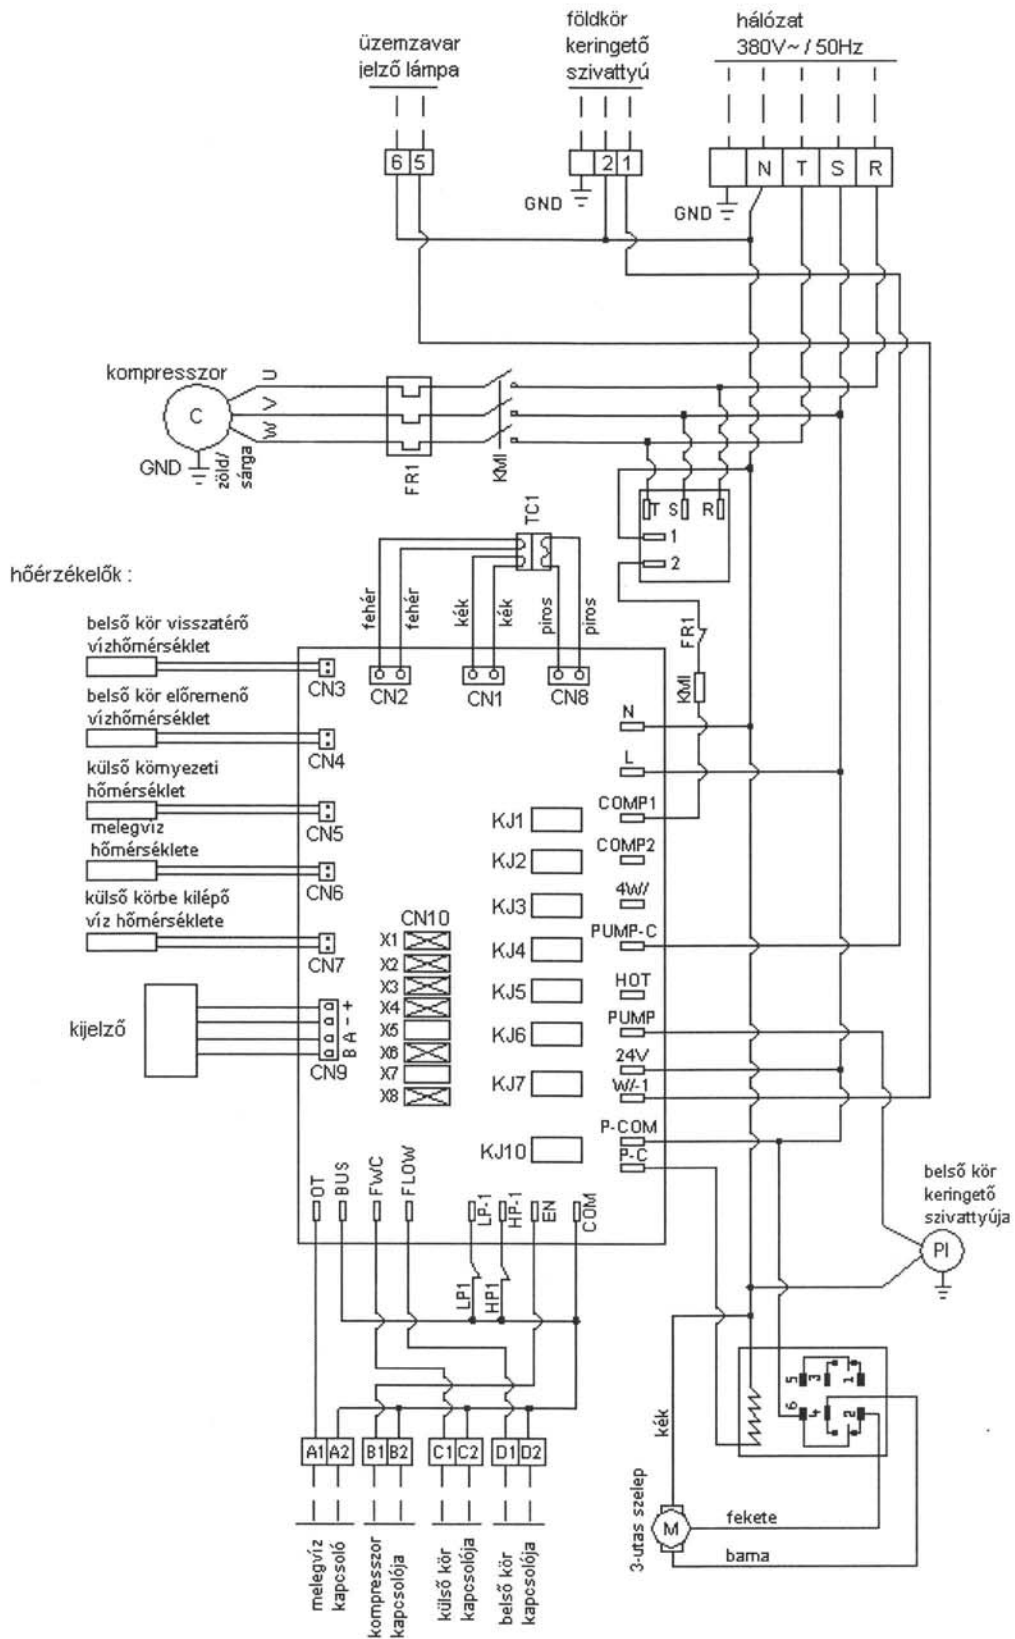 üzemzavar
jelző lámpa
földkör
keringető
szivattyú
hálózat
380V~ / 50Hz
6 5
2 1
N T S R
GND
GND
kompresszor
C
U
V
W
GND
zöld/
sárga
FR1
KMI
T S R
1
2
TC1
hőérzékelők :
fehér
fehér
kék
kék
piros
piros
FR1
KMI
belső kör visszatérő
vízhőmérséklet
CN3
CN2
CN1
CN8
belső kör előremenő
vízhőmérséklet
CN4
külső környezeti
hőmérséklet
CN5
melegvíz
hőmérséklete
CN6
külső körbe kilépő
víz hőmérséklete
CN7
kijelző
+
-
A
B
CN9
CN10
X1
X2
X3
X4
X5
X6
X7
X8
KJ1
KJ2
KJ3
KJ4
KJ5
KJ6
KJ7
KJ10
N
L
COMP1
COMP2
4W/
PUMP-C
HOT
PUMP
24V
W/-1
P-COM
P-C
OT
BUS
FWC
FLOW
LP-1
HP-1
EN
COM
LP1
HP1
belső kör
keringető
szivattyúja
PI
5 3 1
6 4 2
kék
A1 A2 B1 B2 C1 C2 D1 D2
3-utas szelep
M
fekete
barna
melegvíz
kapcsoló
kompresszor
kapcsolója
külső kör
kapcsolója
belső kör
kapcsolója